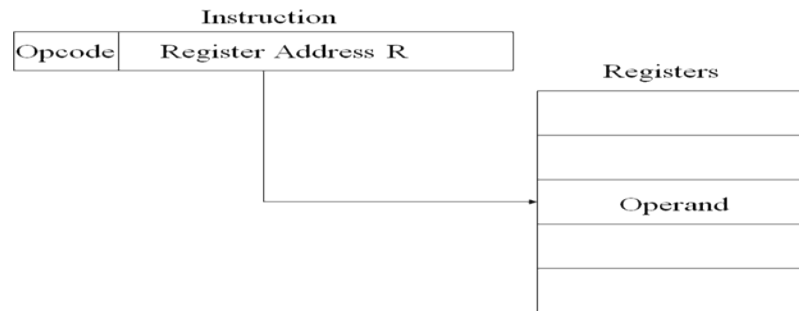 Instruction
Opcode Register Address R
Registers
Operand